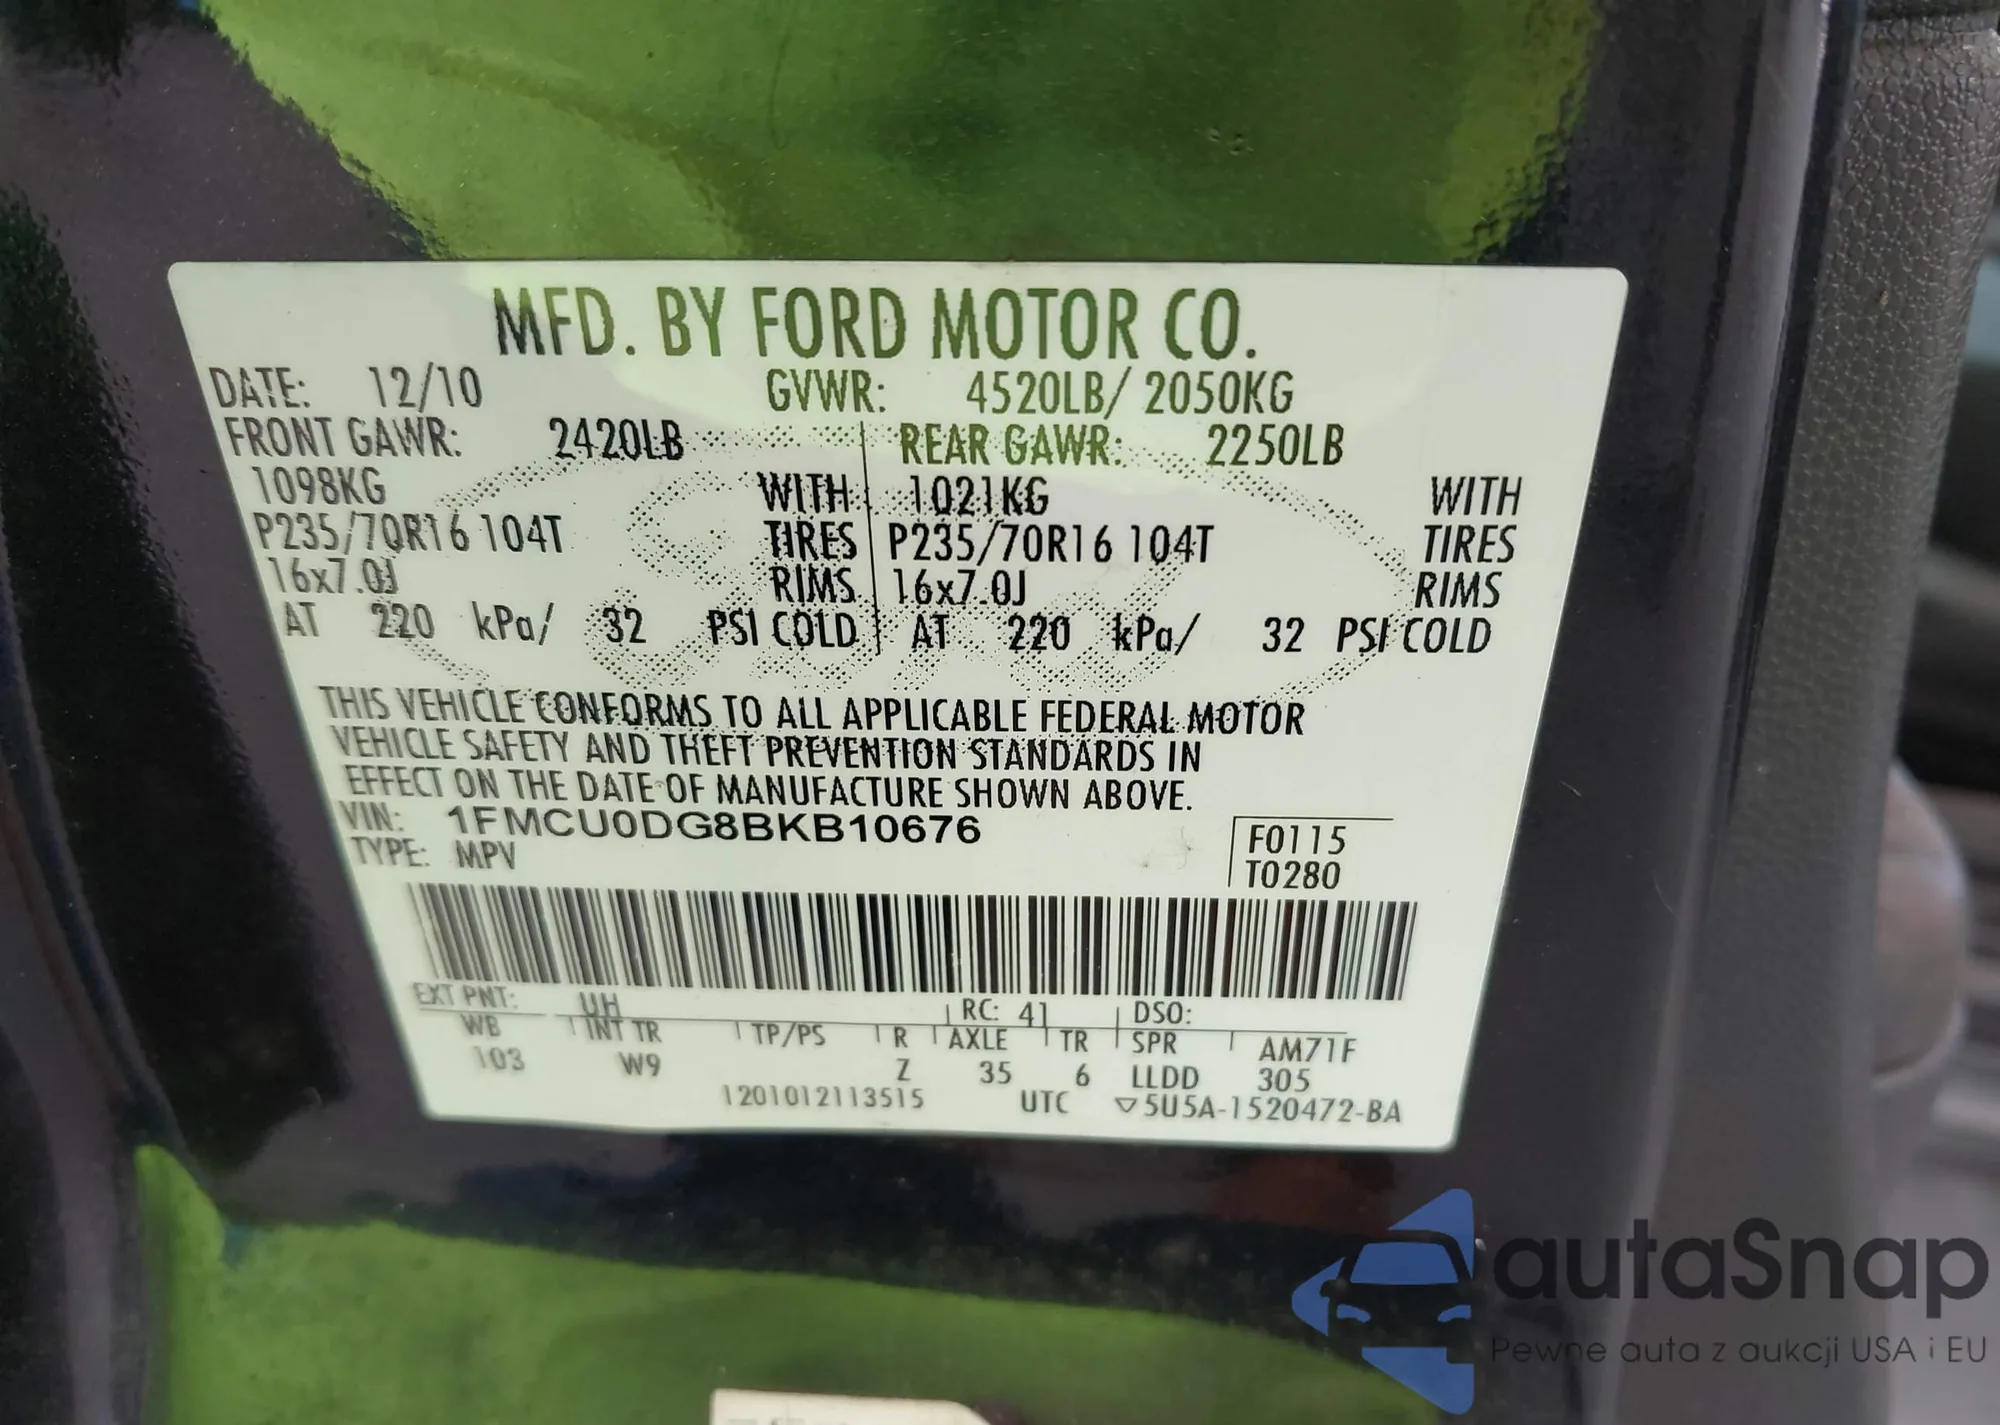 MFD. BY FORD MOTOR CO.
DATE: 12/10 GVWR: 4520LB/ 2050KG
FRONT GAWR: 2420LB REAR GAWR: 2250LB
1098KG WITH 1021KG WITH
P235/70R16 104T TIRES P235/70R16 104T TIRES
16x7.0J RIMS 16x7.0J RIMS
AT 220 kPa/ 32 PSI COLD AT 220 kPa/ 32 PSI COLD
THIS VEHICLE CONFORMS TO ALL APPLICABLE FEDERAL MOTOR
VEHICLE SAFETY AND THEFT PREVENTION STANDARDS IN
EFFECT ON THE DATE OF MANUFACTURE SHOWN ABOVE.
VIN: 1FMCU0DG8BKB10676 F0115
TYPE: MPV T0280
EXT PNT: UH RC: 41 DSO:
WB INT TR TP/PS R AXLE TR SPR AM71F
103 W9 Z 35 6 LLDD 305
1201012113515 UTC ▽5U5A-1520472-BA
autaSnap
Pewne auta z aukcji USA i EU